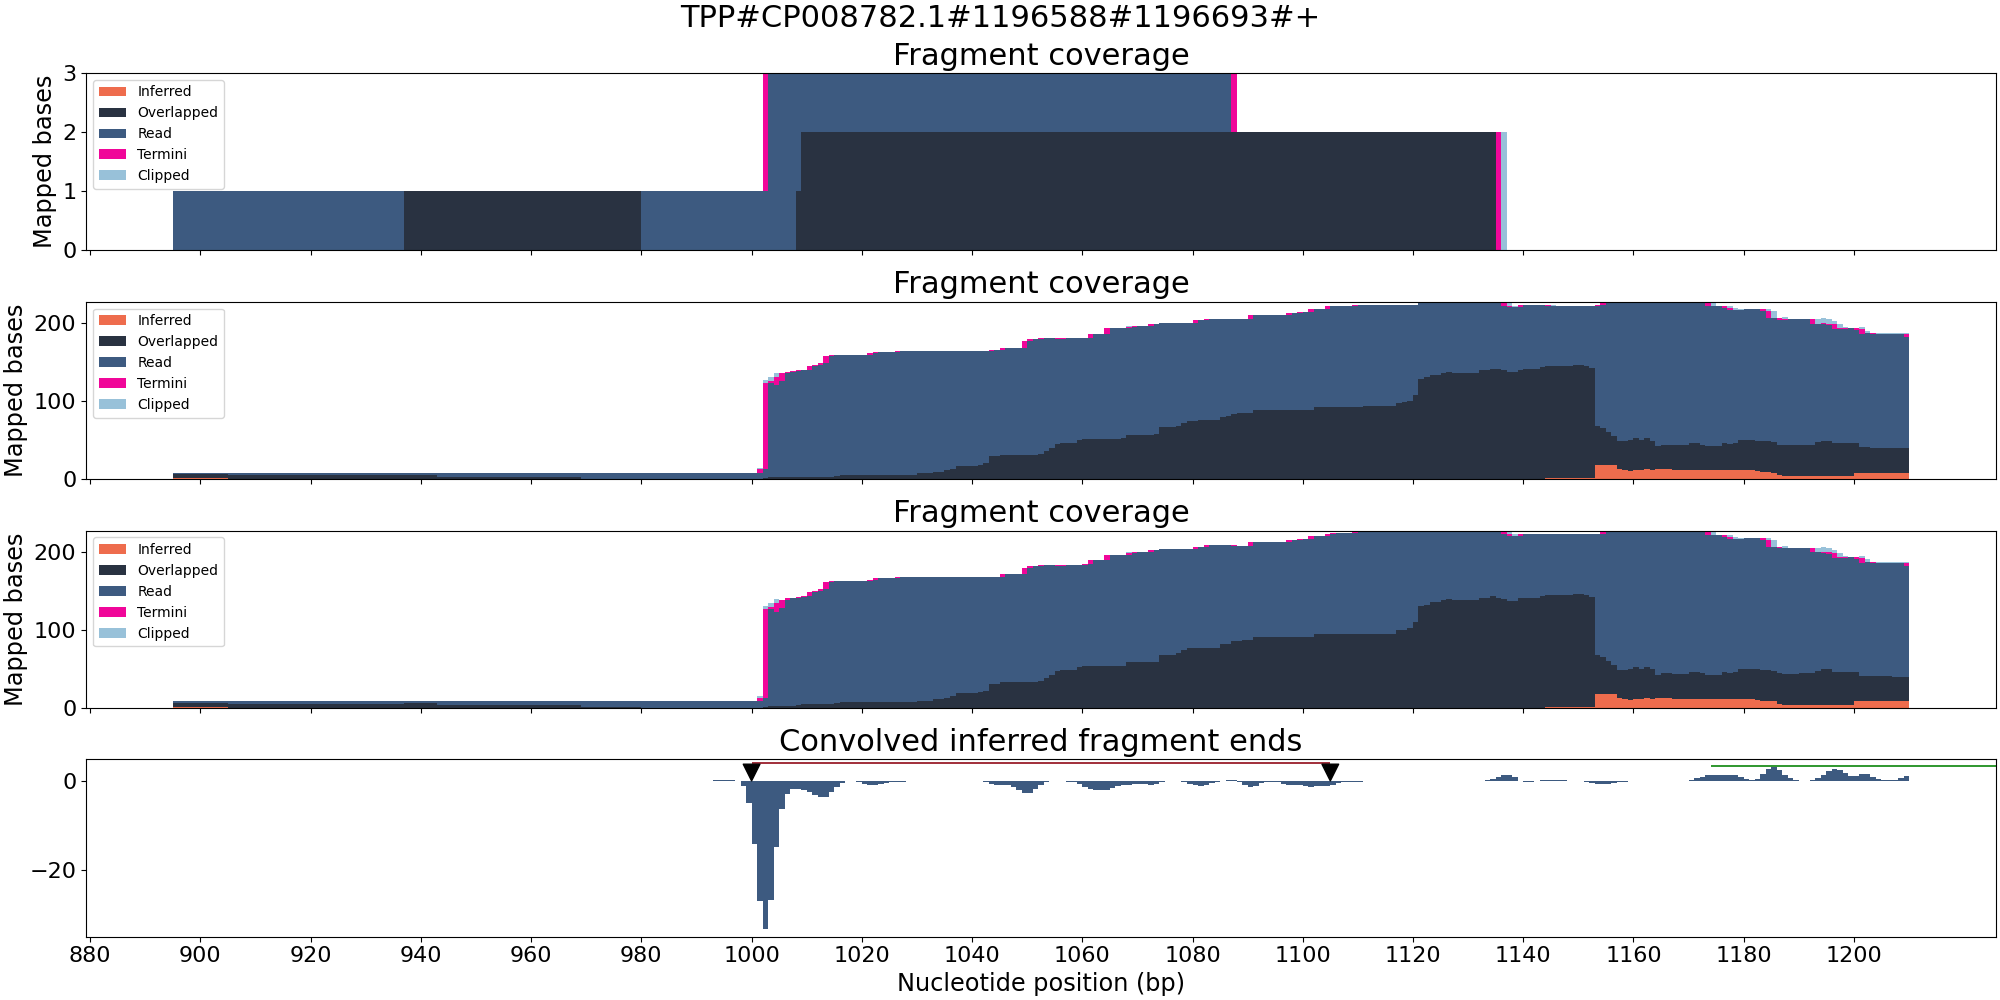 TPP#CP008782.1#1196588#1196693#+
Fragment coverage
Mapped bases
3
2
1
0
Inferred
Overlapped
Read
Termini
Clipped
Fragment coverage
Mapped bases
200
100
0
Inferred
Overlapped
Read
Termini
Clipped
Fragment coverage
Mapped bases
200
100
0
Inferred
Overlapped
Read
Termini
Clipped
Convolved inferred fragment ends
0
−20
880 900 920 940 960 980 1000 1020 1040 1060 1080 1100 1120 1140 1160 1180 1200
Nucleotide position (bp)